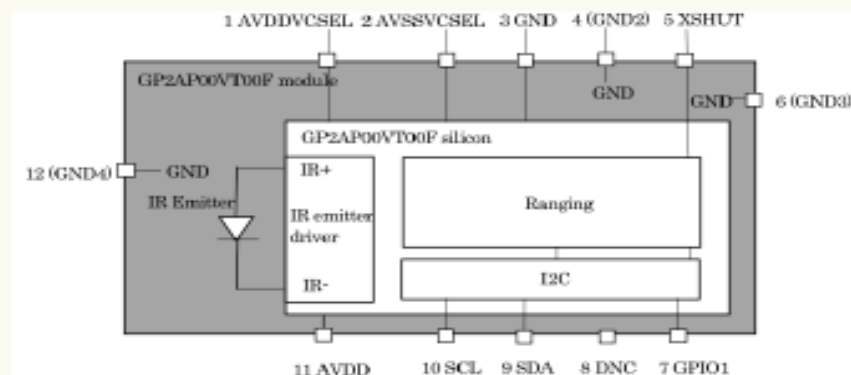 1 AVDDVCSEL 2 AVSSVCSEL 3 GND 4 (GND2) 5 XSHUT
GP2AP00VT00F module
GND
GND
6 (GND3)
GP2AP00VT00F silicon
12 (GND4)
GND
IR+
IR Emitter
Ranging
IR emitter
driver
I2C
IR-
11 AVDD 10 SCL 9 SDA 8 DNC 7 GPIO1